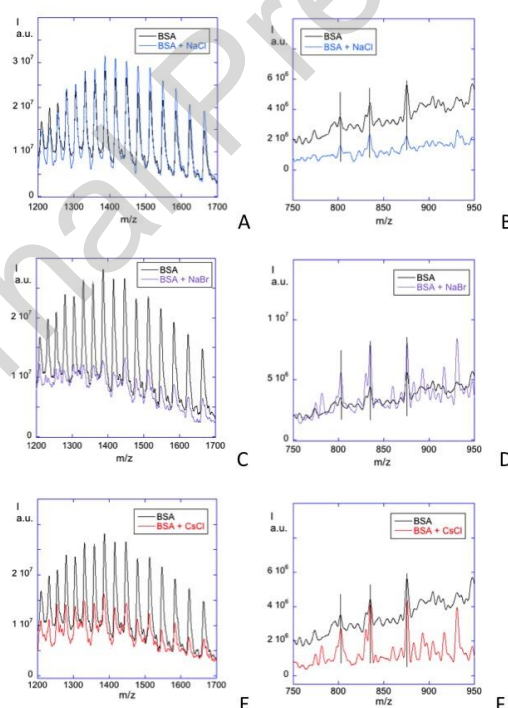 I
a.u.
BSA
BSA + NaCl
3 10⁷
2 10⁷
1 10⁷
0
1200 1300 1400 1500 1600 1700
m/z
A
I
a.u.
BSA
BSA + NaCl
6 10⁶
4 10⁶
2 10⁶
0
750 800 850 900 950
m/z
B
I
a.u.
BSA
BSA + NaBr
2 10⁷
1 10⁷
0
1200 1300 1400 1500 1600 1700
m/z
C
I
a.u.
BSA
BSA + NaBr
1 10⁷
5 10⁶
0
750 800 850 900 950
m/z
D
I
a.u.
BSA
BSA + CsCl
2 10⁷
1 10⁷
0
1200 1300 1400 1500 1600 1700
m/z
I
a.u.
BSA
BSA + CsCl
6 10⁶
4 10⁶
2 10⁶
0
750 800 850 900 950
m/z
nal Pre